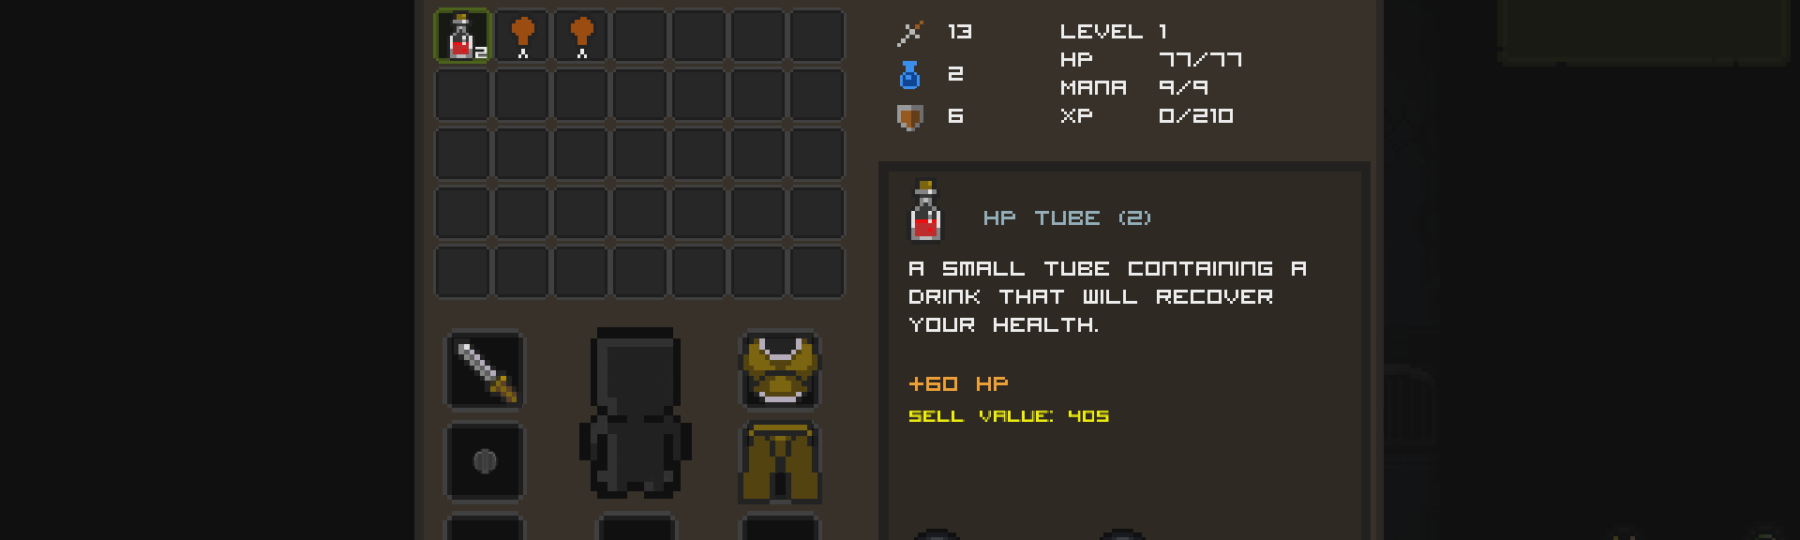 2
13
2
6
LEVEL 1
HP 77/77
MANA 9/9
XP 0/210
HP TUBE (2)
A SMALL TUBE CONTAINING A
DRINK THAT WILL RECOVER
YOUR HEALTH.
+60 HP
SELL VALUE: 405